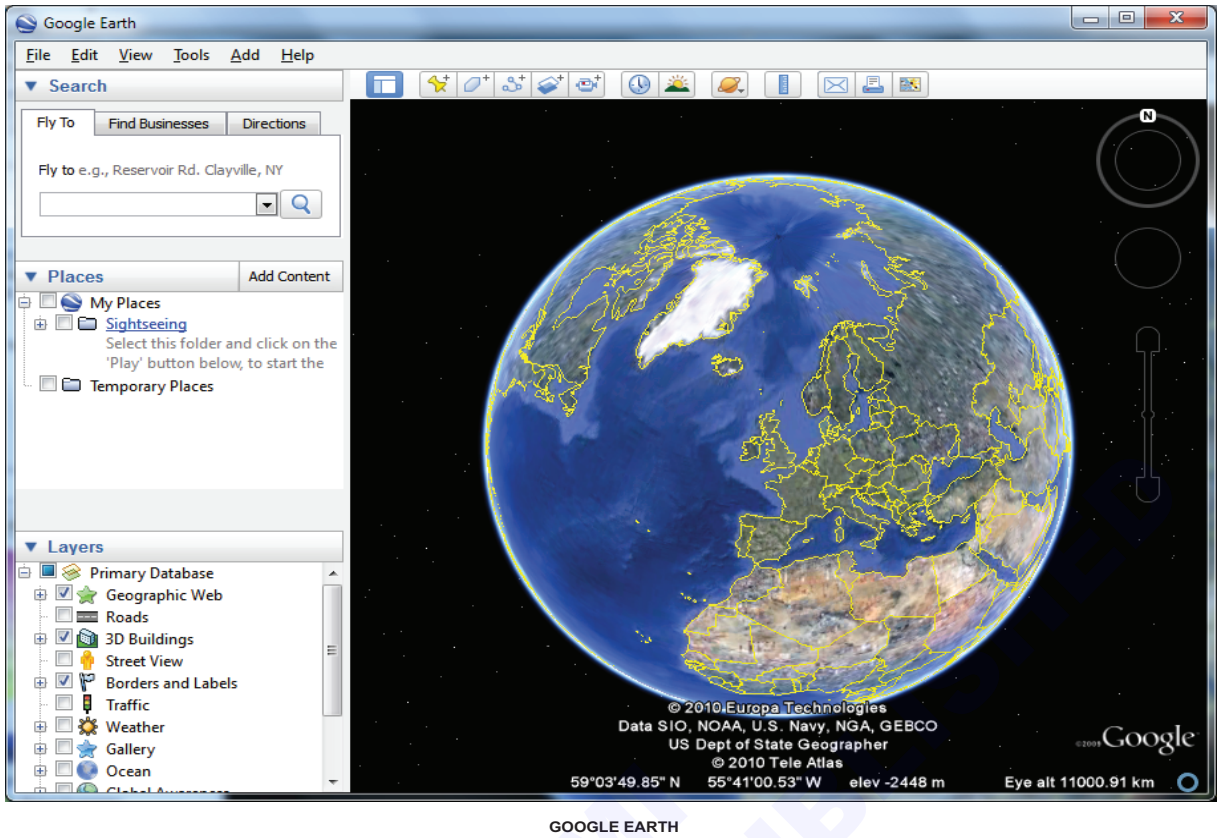 Google Earth
File Edit View Tools Add Help
Search
Fly To Find Businesses Directions
Fly to e.g., Reservoir Rd. Clayville, NY
Places Add Content
My Places
Sightseeing
Select this folder and click on the
'Play' button below, to start the
Temporary Places
Layers
Primary Database
Geographic Web
Roads
3D Buildings
Street View
Borders and Labels
Traffic
Weather
Gallery
Ocean
N
© 2010 Europa Technologies
Data SIO, NOAA, U.S. Navy, NGA, GEBCO
US Dept of State Geographer
© 2010 Tele Atlas
©2009 Google
59°03'49.85" N 55°41'00.53" W elev -2448 m Eye alt 11000.91 km
GOOGLE EARTH